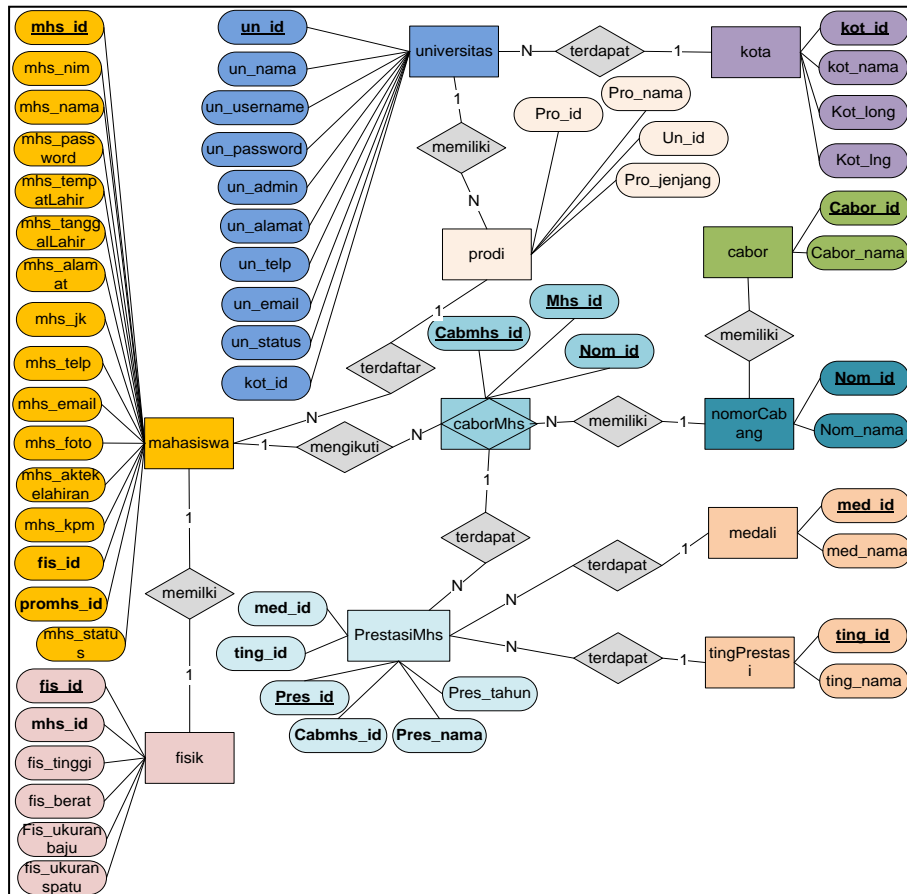 mhs_id
mhs_nim
mhs_nama
mhs_pass
word
mhs_temp
atLahir
mhs_tangg
alLahir
mhs_alam
at
mhs_jk
mhs_telp
mhs_email
mhs_foto
mhs_aktek
elahiran
mhs_kpm
fis_id
promhs_id
mhs_statu
s
fis_id
mhs_id
fis_tinggi
fis_berat
Fis_ukuran
baju
fis_ukuran
spatu
un_id
un_nama
un_username
un_password
un_admin
un_alamat
un_telp
un_email
un_status
kot_id
universitas
N
terdapat
1
kota
kot_id
kot_nama
Kot_long
Kot_lng
1
memiliki
N
Pro_id
Pro_nama
Un_id
Pro_jenjang
prodi
1
terdaftar
N
Cabor_id
Cabor_nama
cabor
memiliki
Cabmhs_id
Mhs_id
Nom_id
mahasiswa
1
mengikuti
N
caborMhs
N
memiliki
1
nomorCab
ang
Nom_id
Nom_nama
1
memilki
1
fisik
1
terdapat
N
med_id
ting_id
Pres_id
Cabmhs_id
Pres_nama
Pres_tahun
PrestasiMhs
N
terdapat
1
medali
med_id
med_nama
N
terdapat
1
tingPrestas
i
ting_id
ting_nama